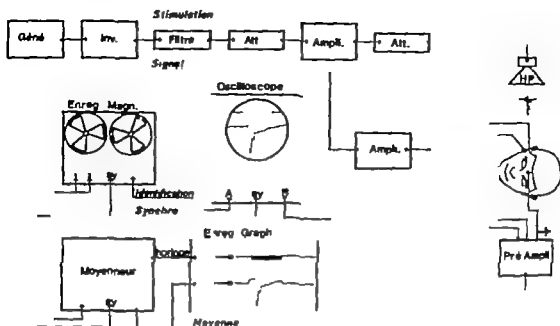 Stimulation
Géné Inv. Filtre Att Ampli. Att.
Signal
HP
Oscilloscope
Enreg Magn.
Ampli.
sy Identification
Synchro
A sy B
Enreg Graph
horloge
Moyenneur
Pré Ampli
sy
Moyenne